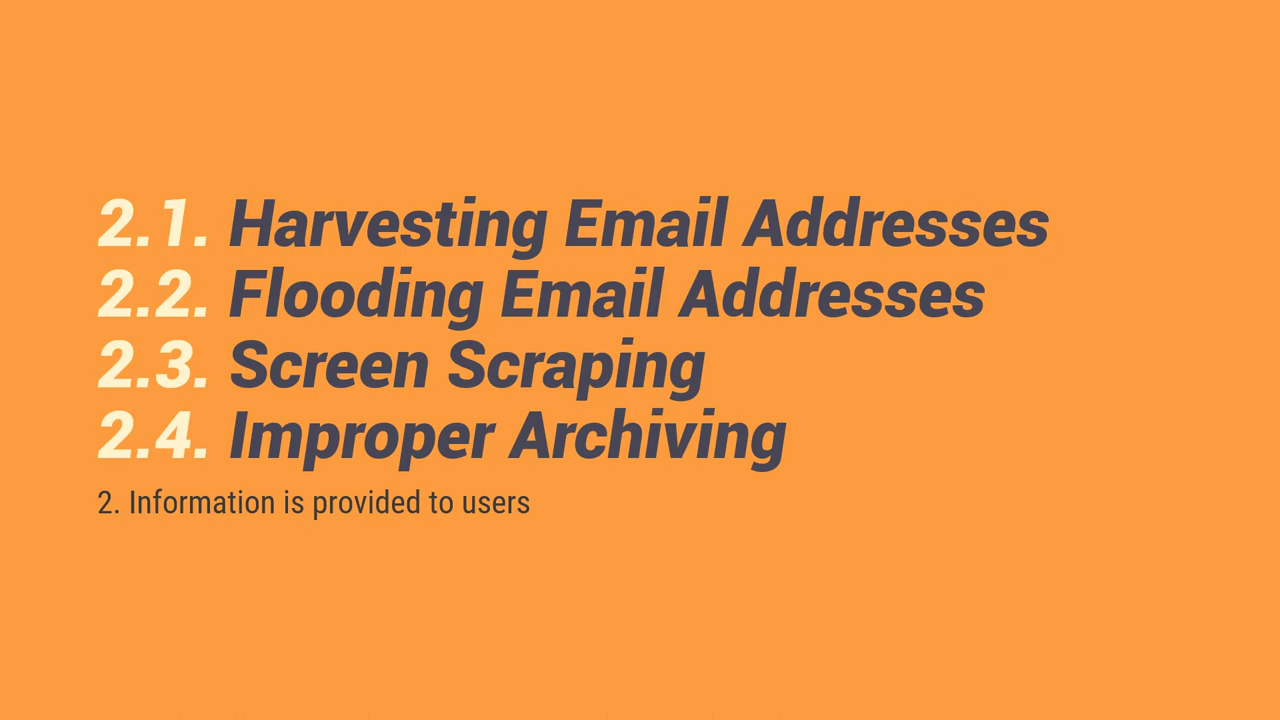 2.1. Harvesting Email Addresses
2.2. Flooding Email Addresses
2.3. Screen Scraping
2.4. Improper Archiving
2. Information is provided to users